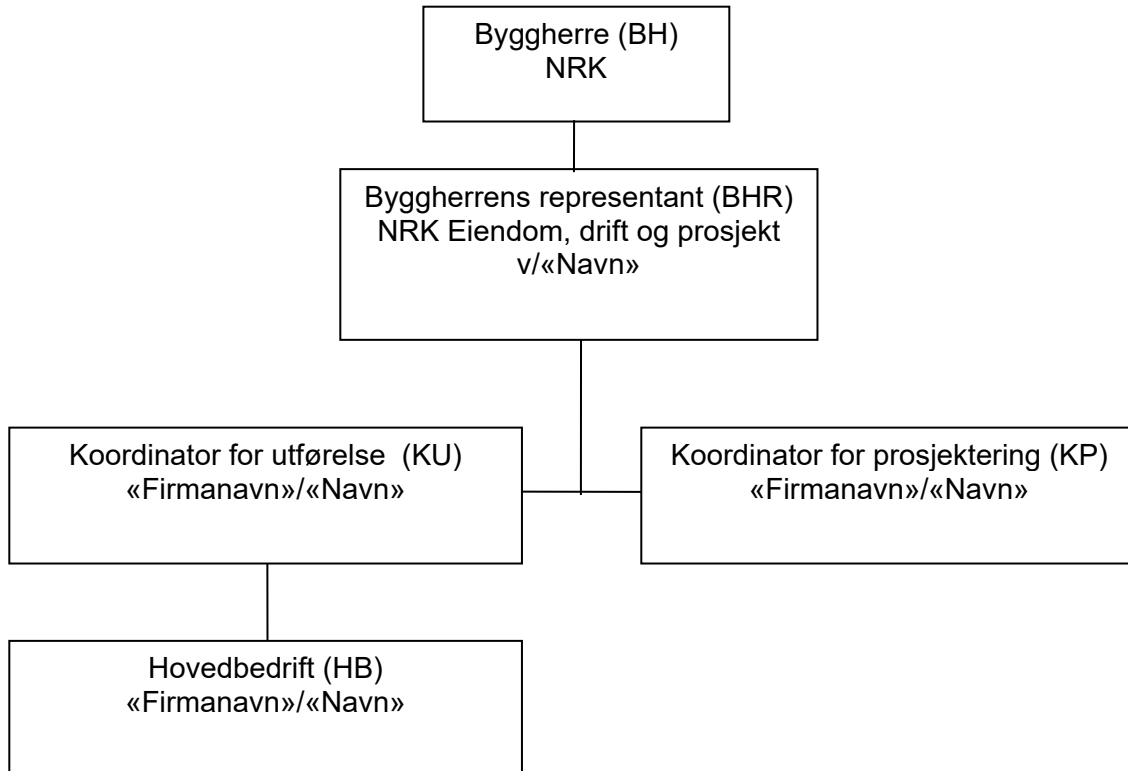 Byggherre (BH)
NRK
Byggherrens representant (BHR)
NRK Eiendom, drift og prosjekt
v/«Navn»
Koordinator for utførelse  (KU)
«Firmanavn»/«Navn»
Koordinator for prosjektering (KP)
«Firmanavn»/«Navn»
Hovedbedrift (HB)
«Firmanavn»/«Navn»